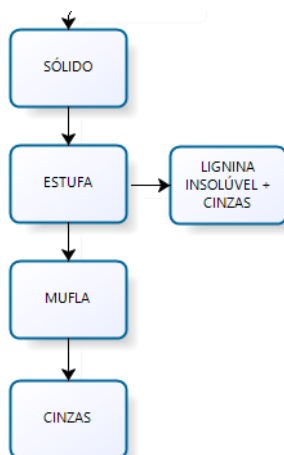 SÓLIDO
ESTUFA
LIGNINA
INSOLÚVEL +
CINZAS
MUFLA
CINZAS